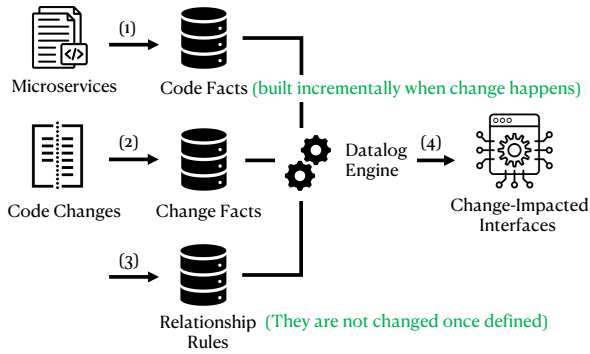 (1)
</>
Microservices
Code Facts (built incrementally when change happens)
(2)
Datalog
Engine
(4)
Code Changes
Change Facts
Change-Impacted
Interfaces
(3)
Relationship
Rules
(They are not changed once defined)